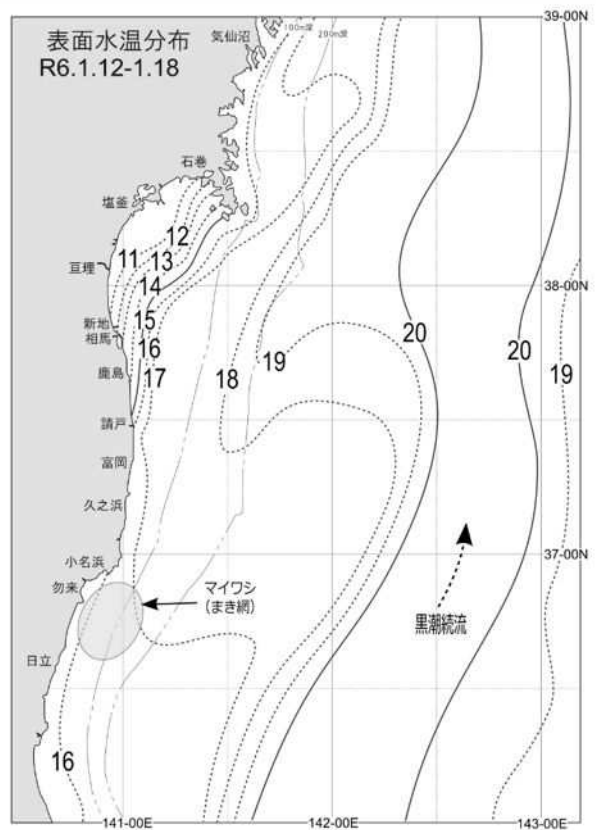 表面水温分布
R6.1.12-1.18
気仙沼
100m深
200m深
39-00N
石巻
塩釜
亘理
11
12
13
14
38-00N
新地
相馬
鹿島
15
16
17
18
19
20
20
19
請戸
富岡
久之浜
小名浜
勿来
37-00N
マイワシ
(まき網)
黒潮続流
日立
16
141-00E
142-00E
143-00E